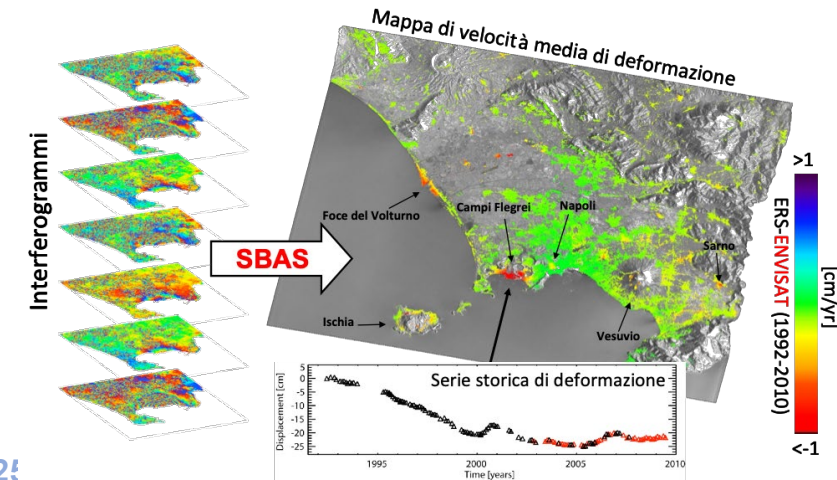 Mappa di velocità media di deformazione
Interferogrammi
SBAS
Foce del Volturno
Campi Flegrei
Napoli
Sarno
Ischia
Vesuvio
>1
[cm/yr]
ERS-ENVISAT (1992-2010)
<-1
Serie storica di deformazione
Displacement [cm]
5
0
-5
-10
-15
-20
-25
1995
2000
2005
2010
Time [years]